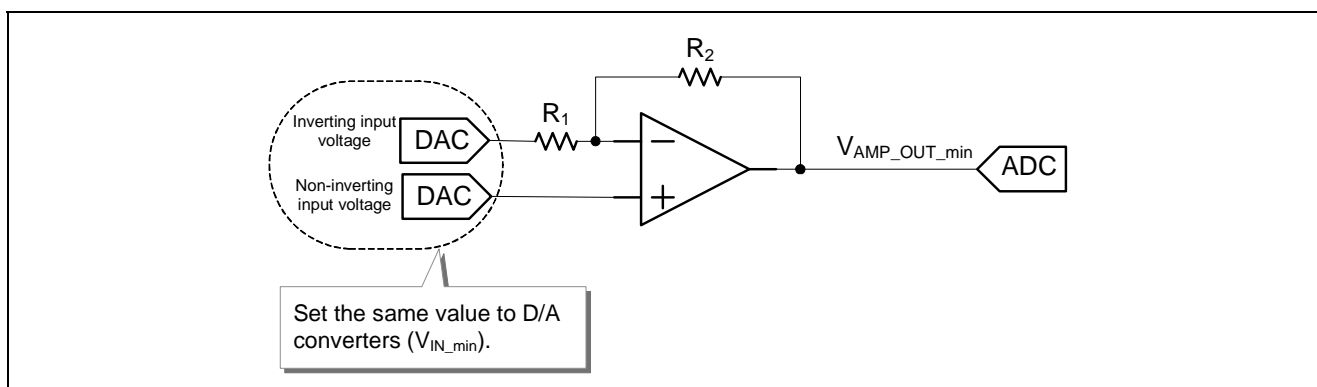 R2
R1
Inverting input
voltage
DAC
VAMP_OUT_min
ADC
Non-inverting
input voltage
DAC
Set the same value to D/A
converters (VIN_min).